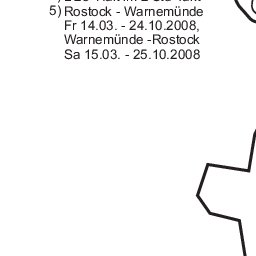 5) Rostock - Warnemünde
Fr 14.03. - 24.10.2008,
Warnemünde -Rostock
Sa 15.03. - 25.10.2008